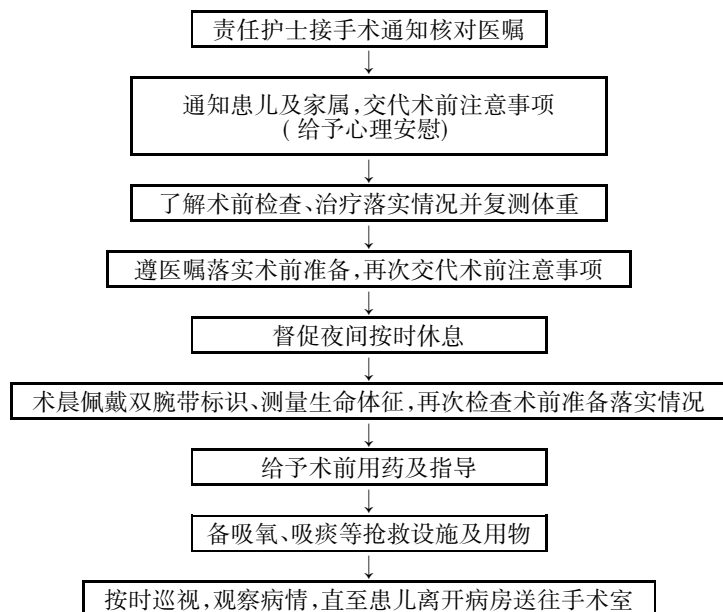 责任护士接手术通知核对医嘱
通知患儿及家属,交代术前注意事项
(给予心理安慰)
了解术前检查、治疗落实情况并复测体重
遵医嘱落实术前准备,再次交代术前注意事项
督促夜间按时休息
术晨佩戴双腕带标识、测量生命体征,再次检查术前准备落实情况
给予术前用药及指导
备吸氧、吸痰等抢救设施及用物
按时巡视,观察病情,直至患儿离开病房送往手术室